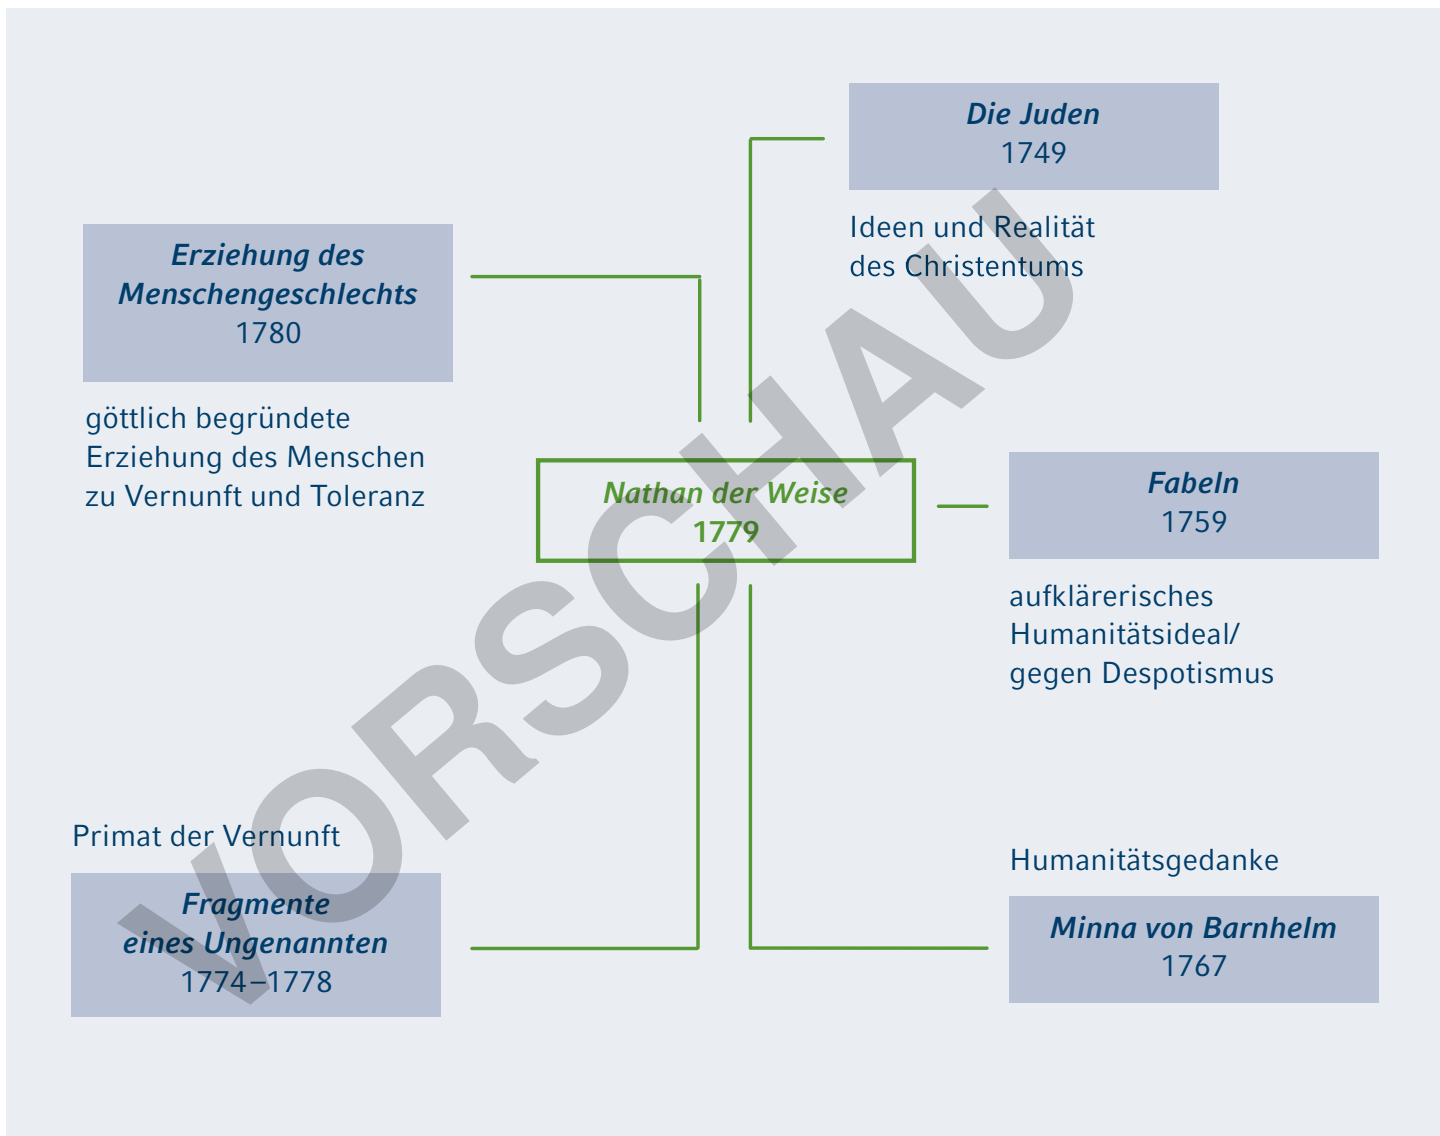 Die Juden
1749
Ideen und Realität
des Christentums
Erziehung des
Menschengeschlechts
1780
göttlich begründete
Erziehung des Menschen
zu Vernunft und Toleranz
Nathan der Weise
1779
Fabeln
1759
aufklärerisches
Humanitätsideal/
gegen Despotismus
Primat der Vernunft
Fragmente
eines Ungenannten
1774–1778
Humanitätsgedanke
Minna von Barnhelm
1767
VORSCHAU